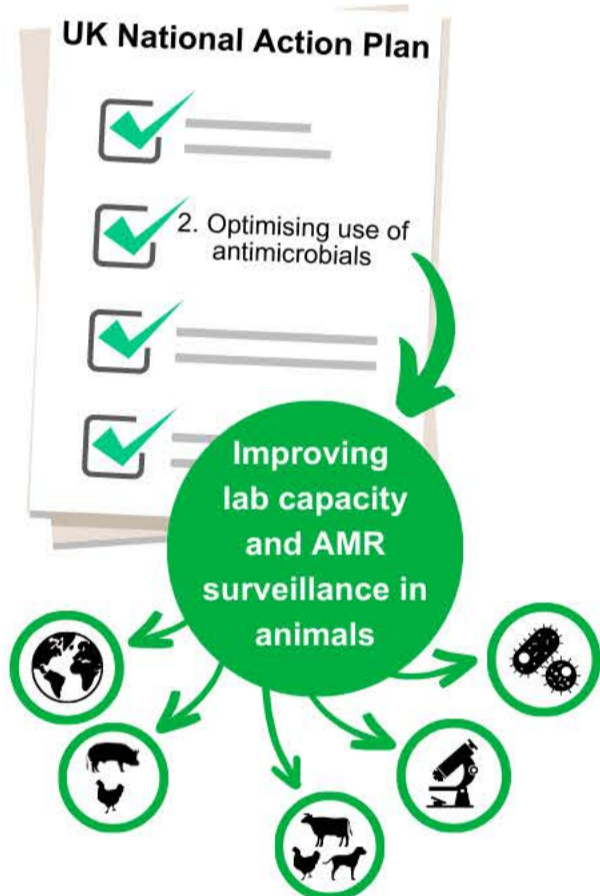 UK National Action Plan
2. Optimising use of
antimicrobials
Improving
lab capacity
and AMR
surveillance in
animals